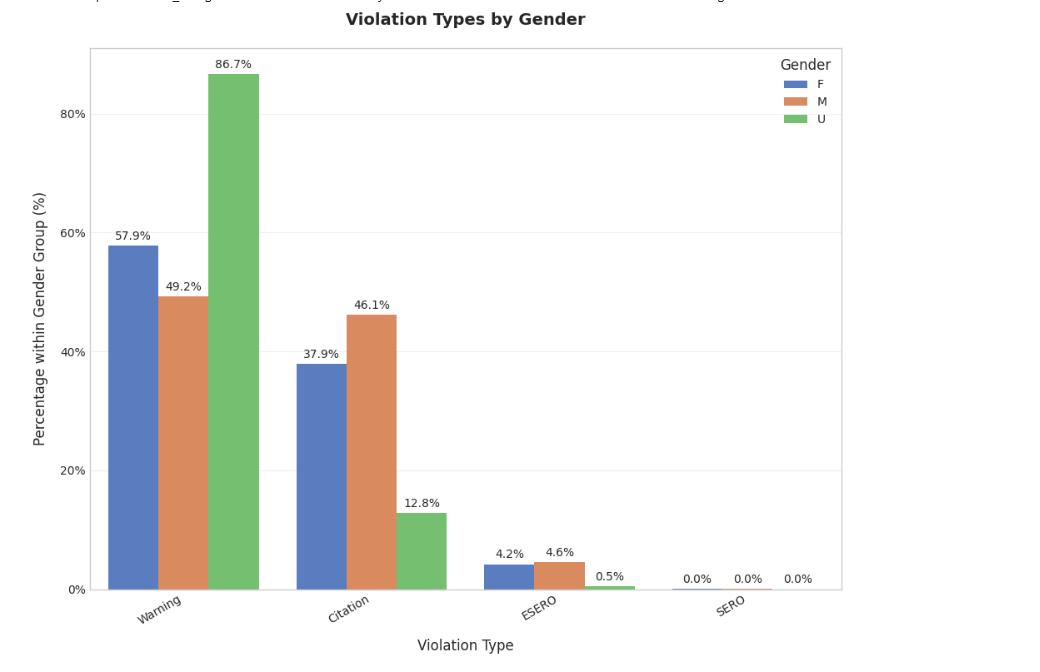 Violation Types by Gender
Gender
F
M
U
Percentage within Gender Group (%)
80%
60%
40%
20%
0%
57.9%
49.2%
86.7%
37.9%
46.1%
12.8%
4.2%
4.6%
0.5%
0.0%
0.0%
0.0%
Warning
Citation
ESERO
SERO
Violation Type